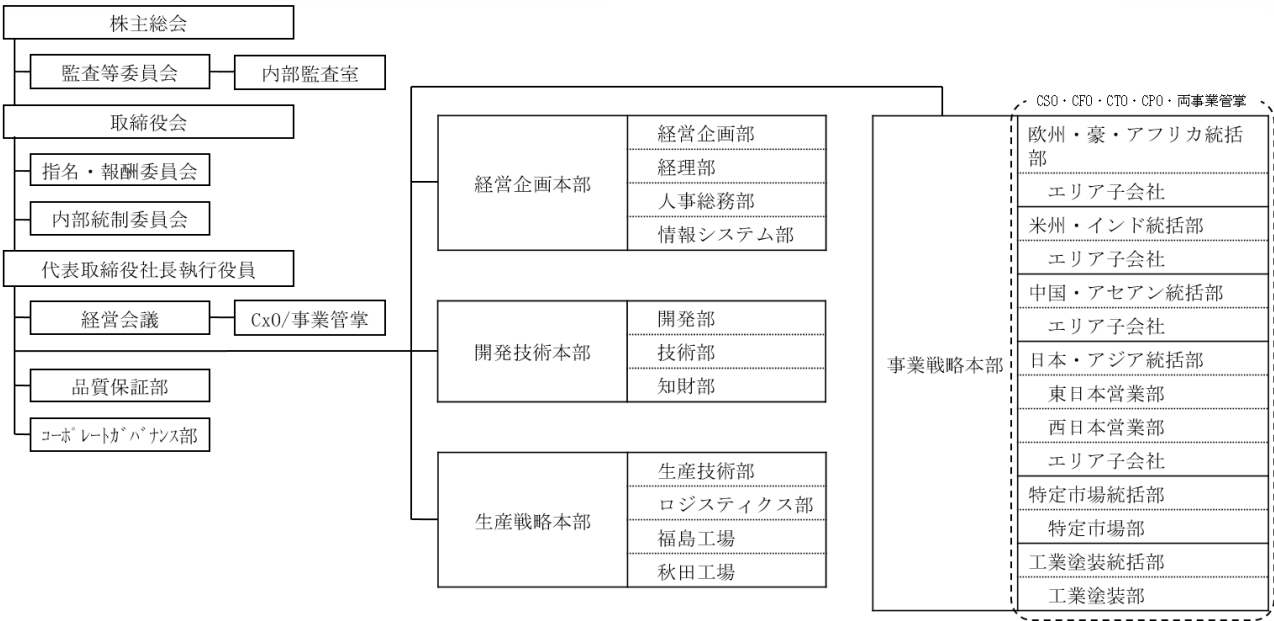 株主総会
監査等委員会
内部監査室
取締役会
指名・報酬委員会
内部統制委員会
代表取締役社長執行役員
経営会議
CxO/事業管掌
品質保証部
コーポレートガバナンス部
経営企画本部
経営企画部
経理部
人事総務部
情報システム部
開発技術本部
開発部
技術部
知財部
生産戦略本部
生産技術部
ロジスティクス部
福島工場
秋田工場
事業戦略本部
CSO・CFO・CTO・CPO・両事業管掌
欧州・豪・アフリカ統括
部
エリア子会社
米州・インド統括部
エリア子会社
中国・アセアン統括部
エリア子会社
日本・アジア統括部
東日本営業部
西日本営業部
エリア子会社
特定市場統括部
特定市場部
工業塗装統括部
工業塗装部